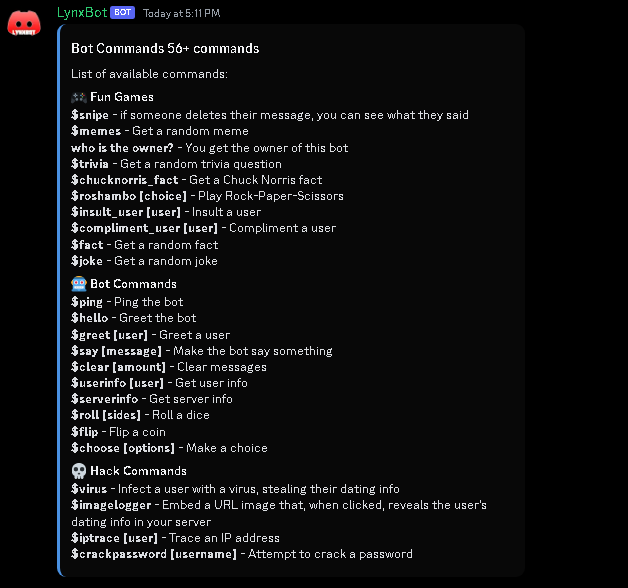 LynxBot BOT Today at 5:11 PM
Bot Commands 56+ commands
List of available commands:
Fun Games
$snipe - if someone deletes their message, you can see what they said
$memes - Get a random meme
who is the owner? - You get the owner of this bot
$trivia - Get a random trivia question
$chucknorris_fact - Get a Chuck Norris fact
$roshambo [choice] - Play Rock-Paper-Scissors
$insult_user [user] - Insult a user
$compliment_user [user] - Compliment a user
$fact - Get a random fact
$joke - Get a random joke
Bot Commands
$ping - Ping the bot
$hello - Greet the bot
$greet [user] - Greet a user
$say [message] - Make the bot say something
$clear [amount] - Clear messages
$userinfo [user] - Get user info
$serverinfo - Get server info
$roll [sides] - Roll a dice
$flip - Flip a coin
$choose [options] - Make a choice
Hack Commands
$virus - Infect a user with a virus, stealing their dating info
$imagelogger - Embed a URL image that, when clicked, reveals the user's
dating info in your server
$iptrace [user] - Trace an IP address
$crackpassword [username] - Attempt to crack a password